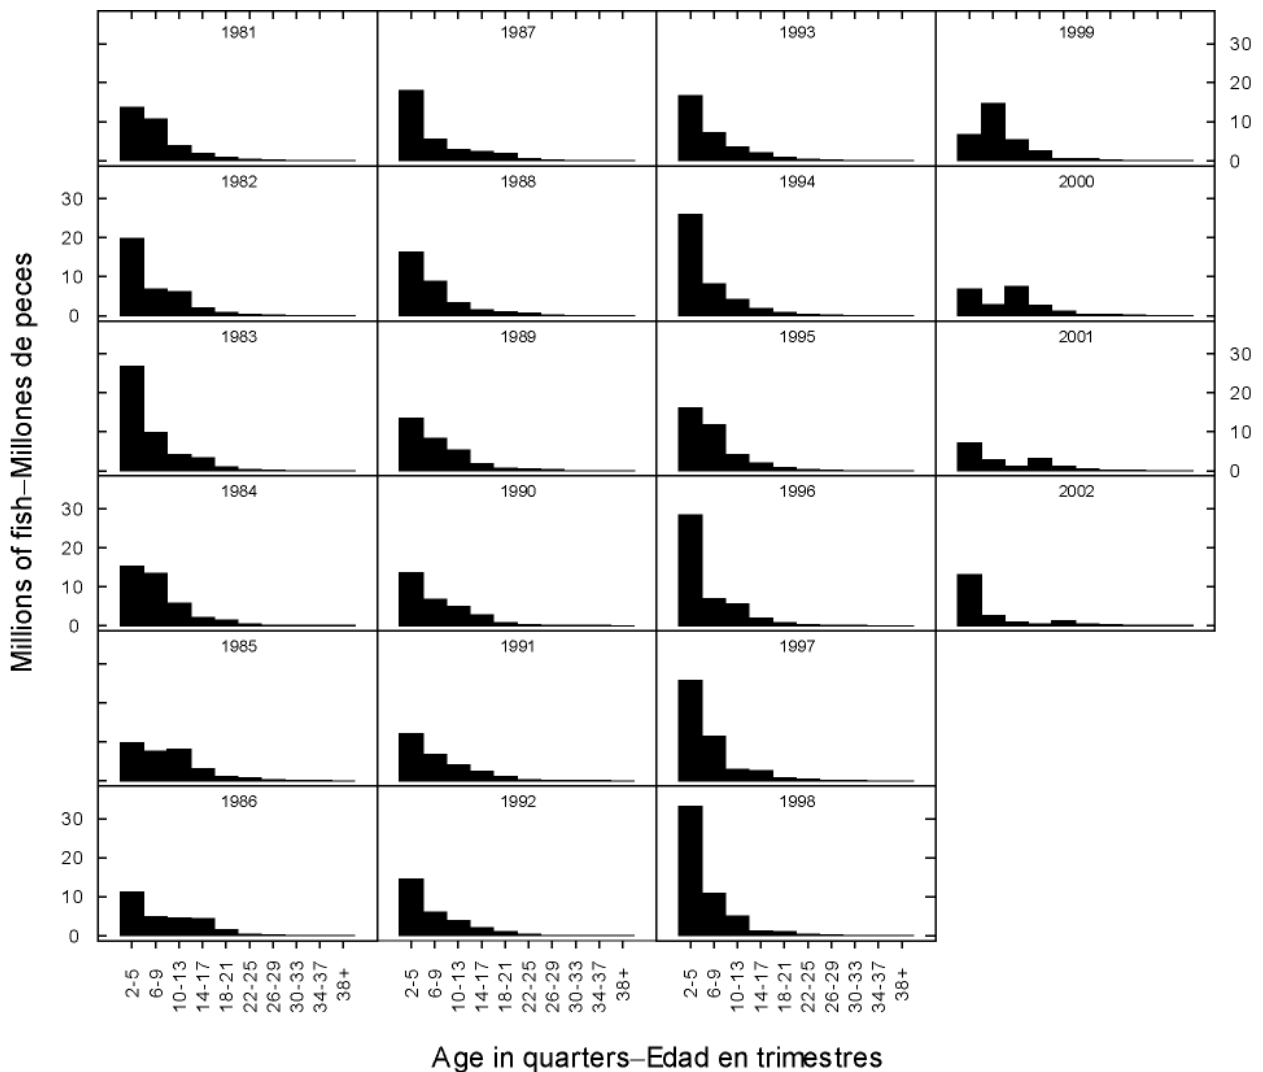 1981 1987 1993 1999
30
20
10
0
1982 1988 1994 2000
30
20
10
0
1983 1989 1995 2001
30
20
10
0
1984 1990 1996 2002
30
20
10
0
1985 1991 1997
1986 1992 1998
30
20
10
0
Millions of fish–Millones de peces
2-5 6-9 10-13 14-17 18-21 22-25 26-29 30-33 34-37 38+
2-5 6-9 10-13 14-17 18-21 22-25 26-29 30-33 34-37 38+
2-5 6-9 10-13 14-17 18-21 22-25 26-29 30-33 34-37 38+
Age in quarters–Edad en trimestres